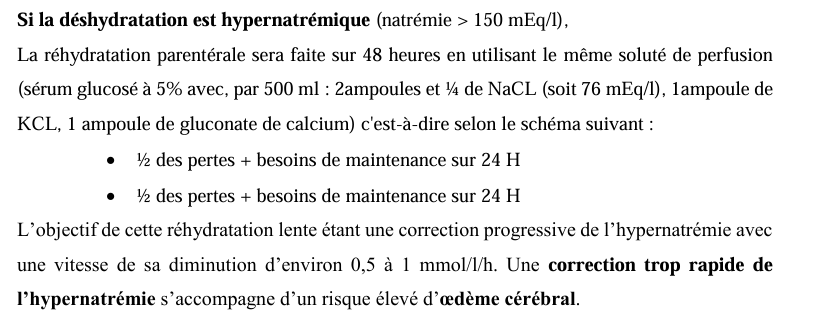 Si la déshydratation est hypernatrémique (natrémie > 150 mEq/l),
La réhydratation parentérale sera faite sur 48 heures en utilisant le même soluté de perfusion
(sérum glucosé à 5% avec, par 500 ml : 2ampoules et ¼ de NaCL (soit 76 mEq/l), 1ampoule de
KCL, 1 ampoule de gluconate de calcium) c'est-à-dire selon le schéma suivant :
• ½ des pertes + besoins de maintenance sur 24 H
• ½ des pertes + besoins de maintenance sur 24 H
L’objectif de cette réhydratation lente étant une correction progressive de l’hypernatrémie avec
une vitesse de sa diminution d’environ 0,5 à 1 mmol/l/h. Une correction trop rapide de
l’hypernatrémie s’accompagne d’un risque élevé d’œdème cérébral.